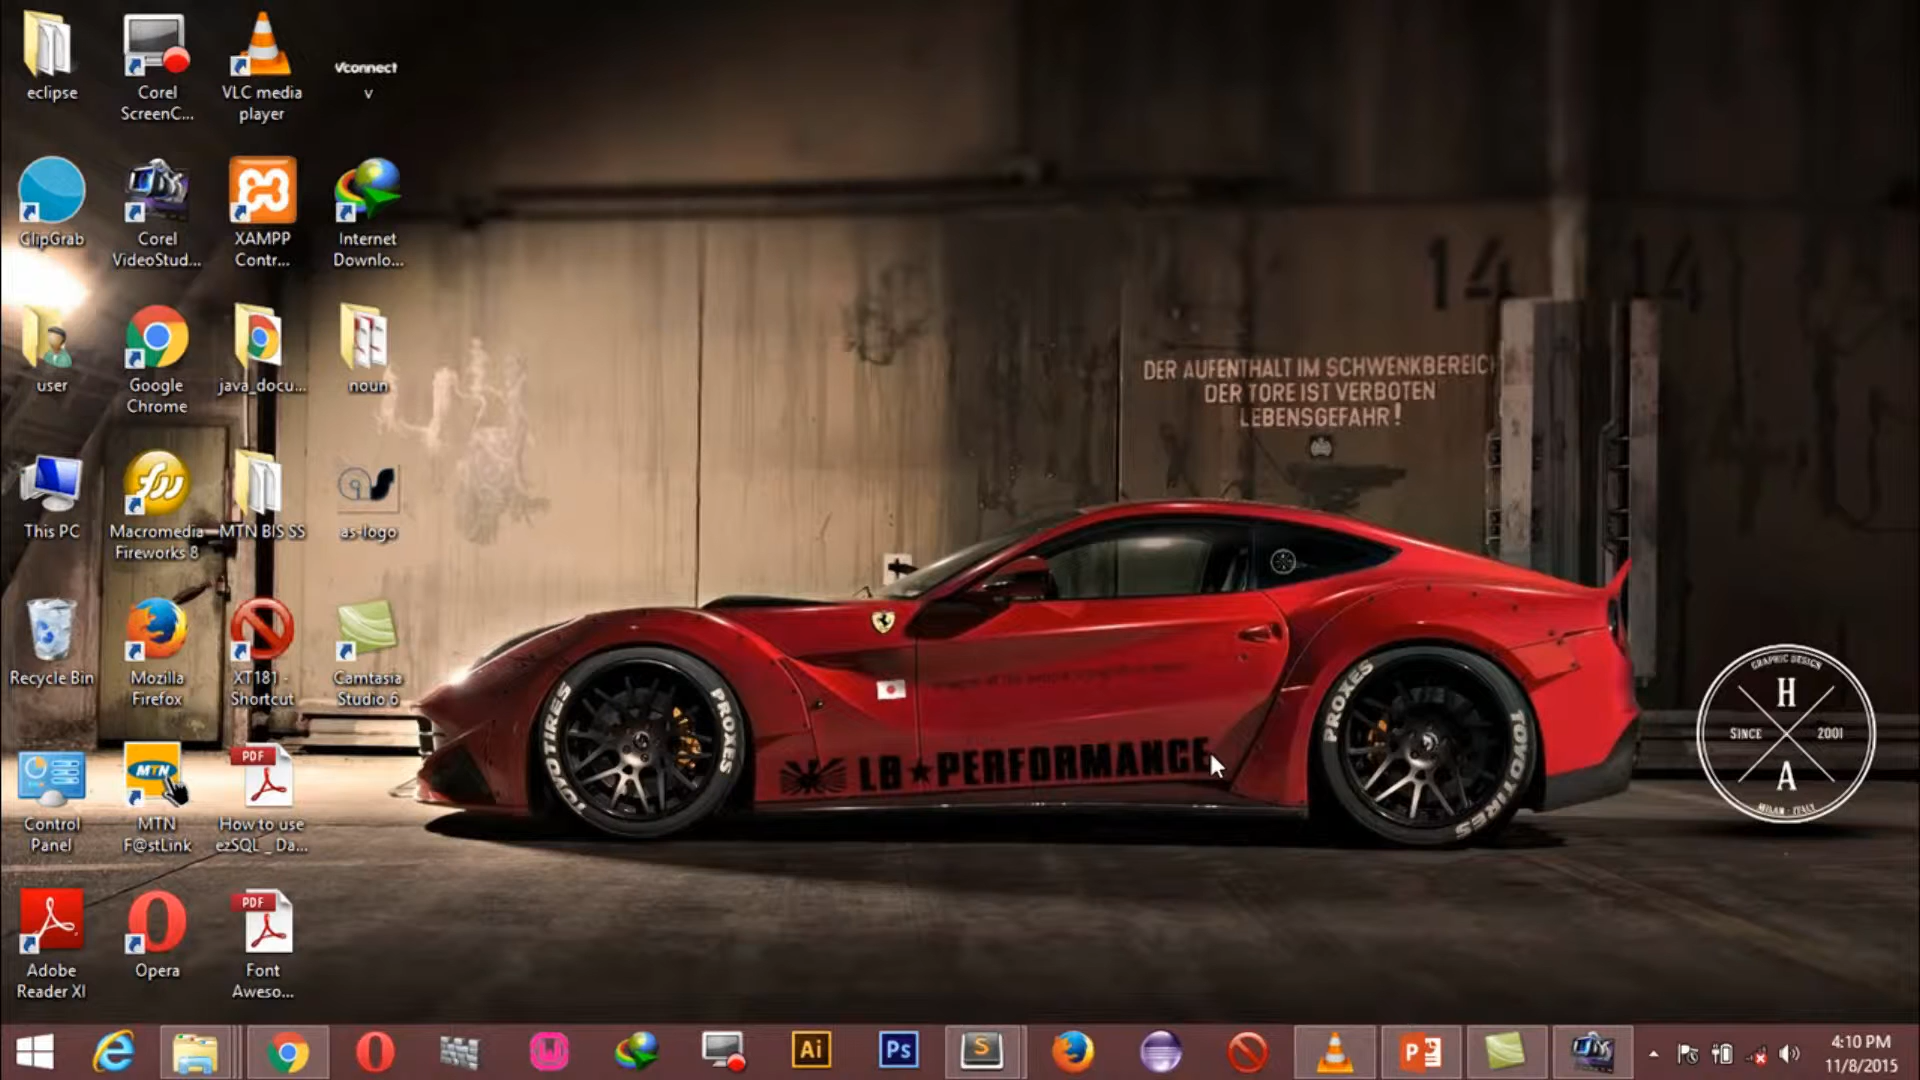 eclipse
Corel
ScreenC...
VLC media
player
Vconnect
v
ClipGrab
Corel
VideoStud...
XAMPP
Contr...
Internet
Downlo...
user
Google
Chrome
java_docu...
noun
This PC
Macromedia
Fireworks 8
MTN BIS SS
as-logo
Recycle Bin
Mozilla
Firefox
XT181 -
Shortcut
Camtasia
Studio 6
Control
Panel
MTN
MTN
F@stLink
PDF
How to use
ezSQL _ Da...
Adobe
Reader XI
Opera
PDF
Font
Aweso...
14 14
DER AUFENTHALT IM SCHWENKBEREICH
DER TORE IST VERBOTEN
LEBENSGEFAHR!
TOYOTIRES
PROXES
LB★PERFORMANCE
PROXES
TOYOTIRES
GRAPHIC DESIGN
H
SINCE 2001
A
MILAN - ITALY
Ai
Ps
S
P
4:10 PM
11/8/2015